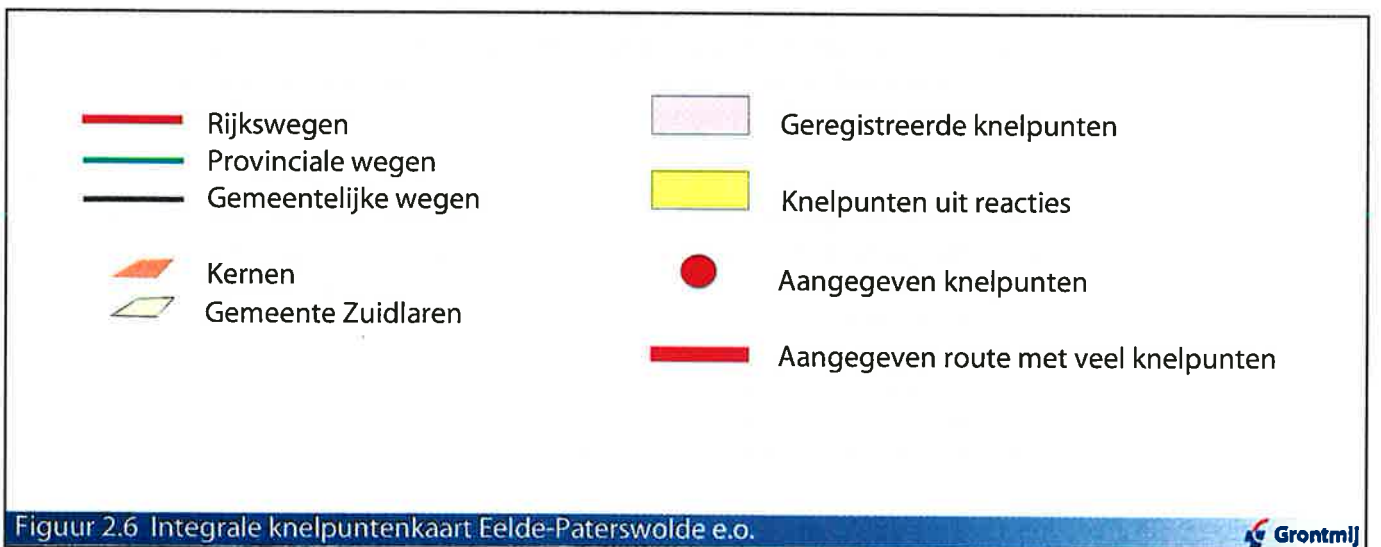 Rijkswegen
Provinciale wegen
Gemeentelijke wegen
Kernen
Gemeente Zuidlaren
Geregistreerde knelpunten
Knelpunten uit reacties
Aangegeven knelpunten
Aangegeven route met veel knelpunten
Figuur 2.6 Integrale knelpuntenkaart Eelde-Paterswolde e.o.
Grontmij